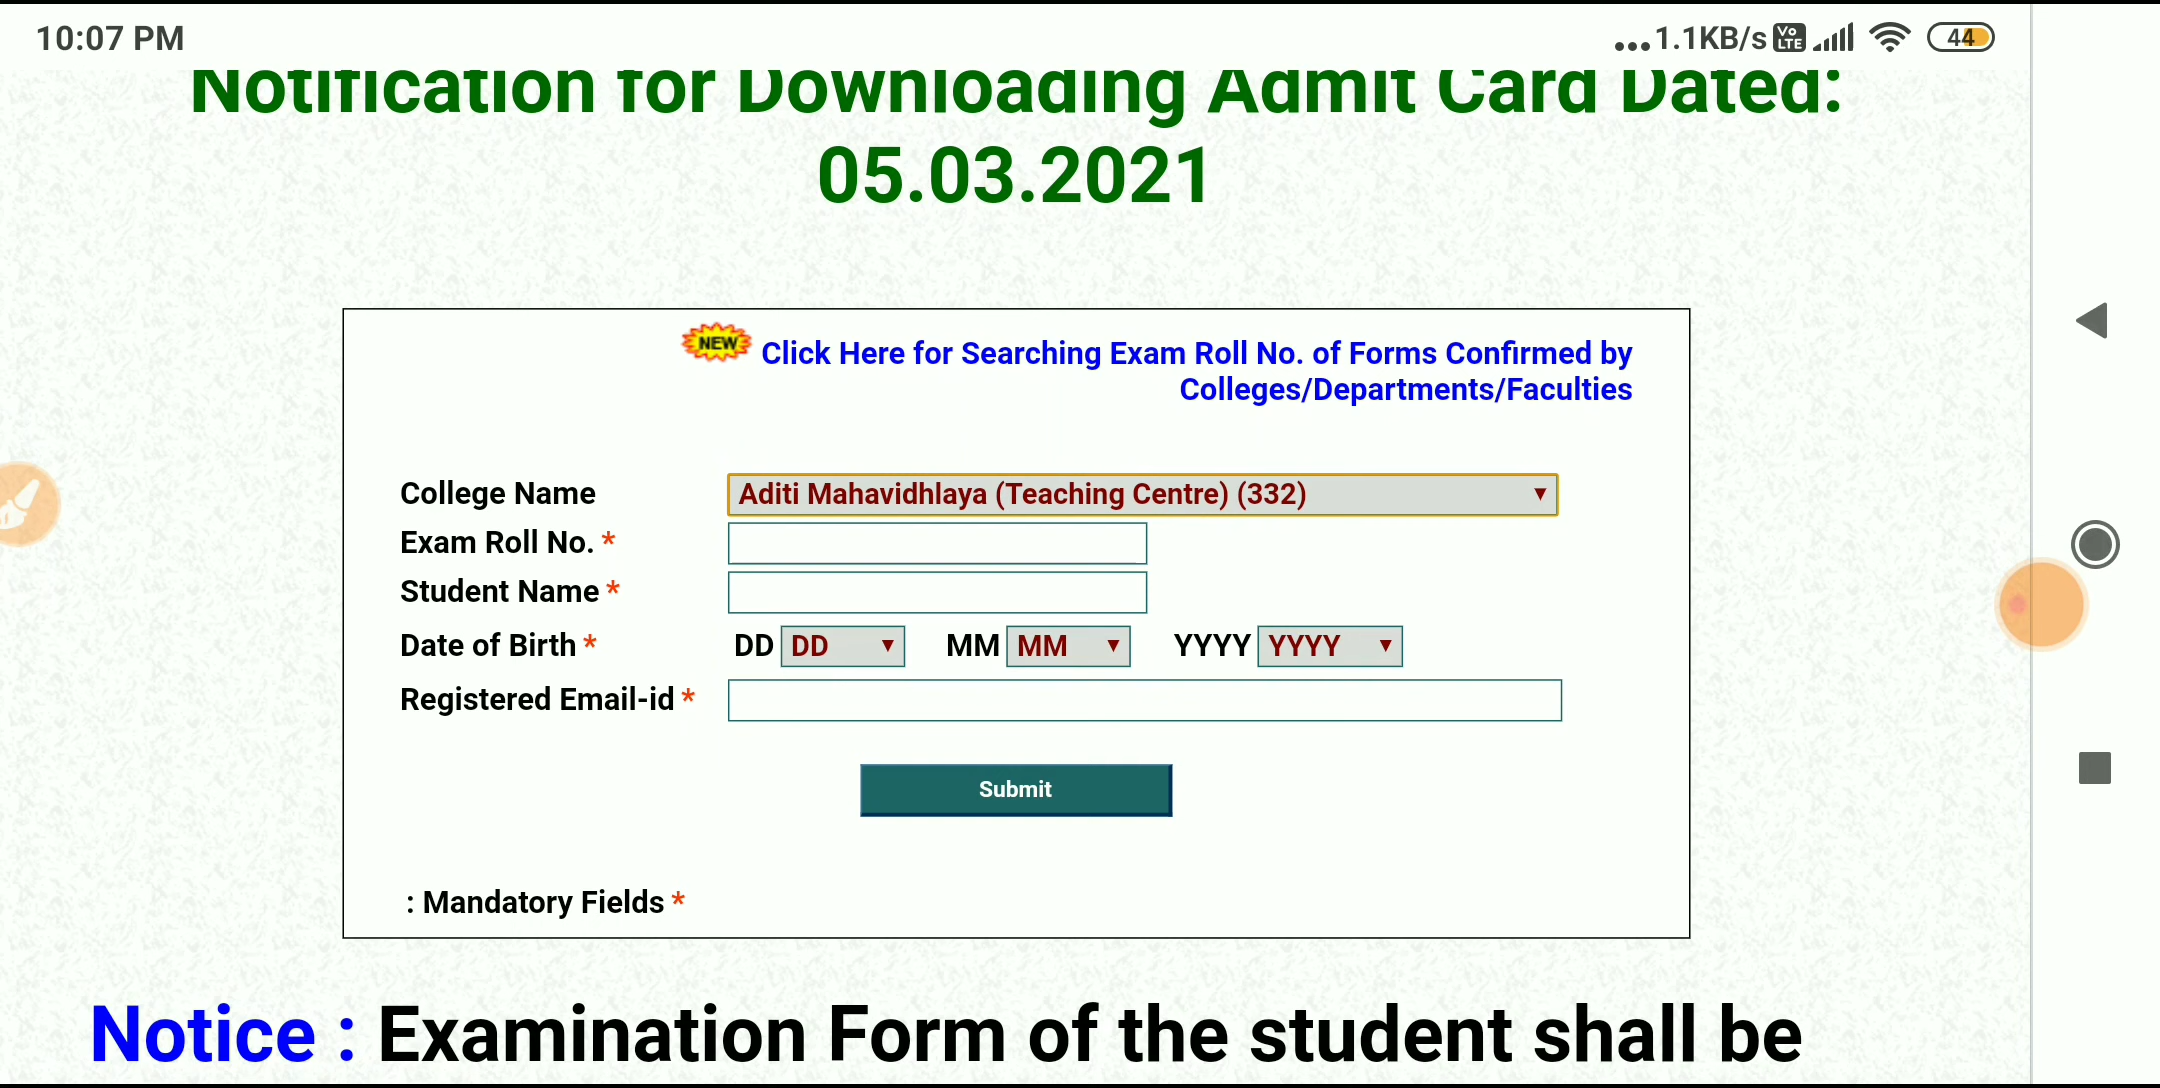 10:07 PM
...1.1KB/s Vo LTE 44
Notification for Downloading Admit Card Dated:
05.03.2021
NEW Click Here for Searching Exam Roll No. of Forms Confirmed by
Colleges/Departments/Faculties
College Name Aditi Mahavidhlaya (Teaching Centre) (332)
Exam Roll No. *
Student Name *
Date of Birth * DD DD MM MM YYYY YYYY
Registered Email-id *
Submit
: Mandatory Fields *
Notice : Examination Form of the student shall be